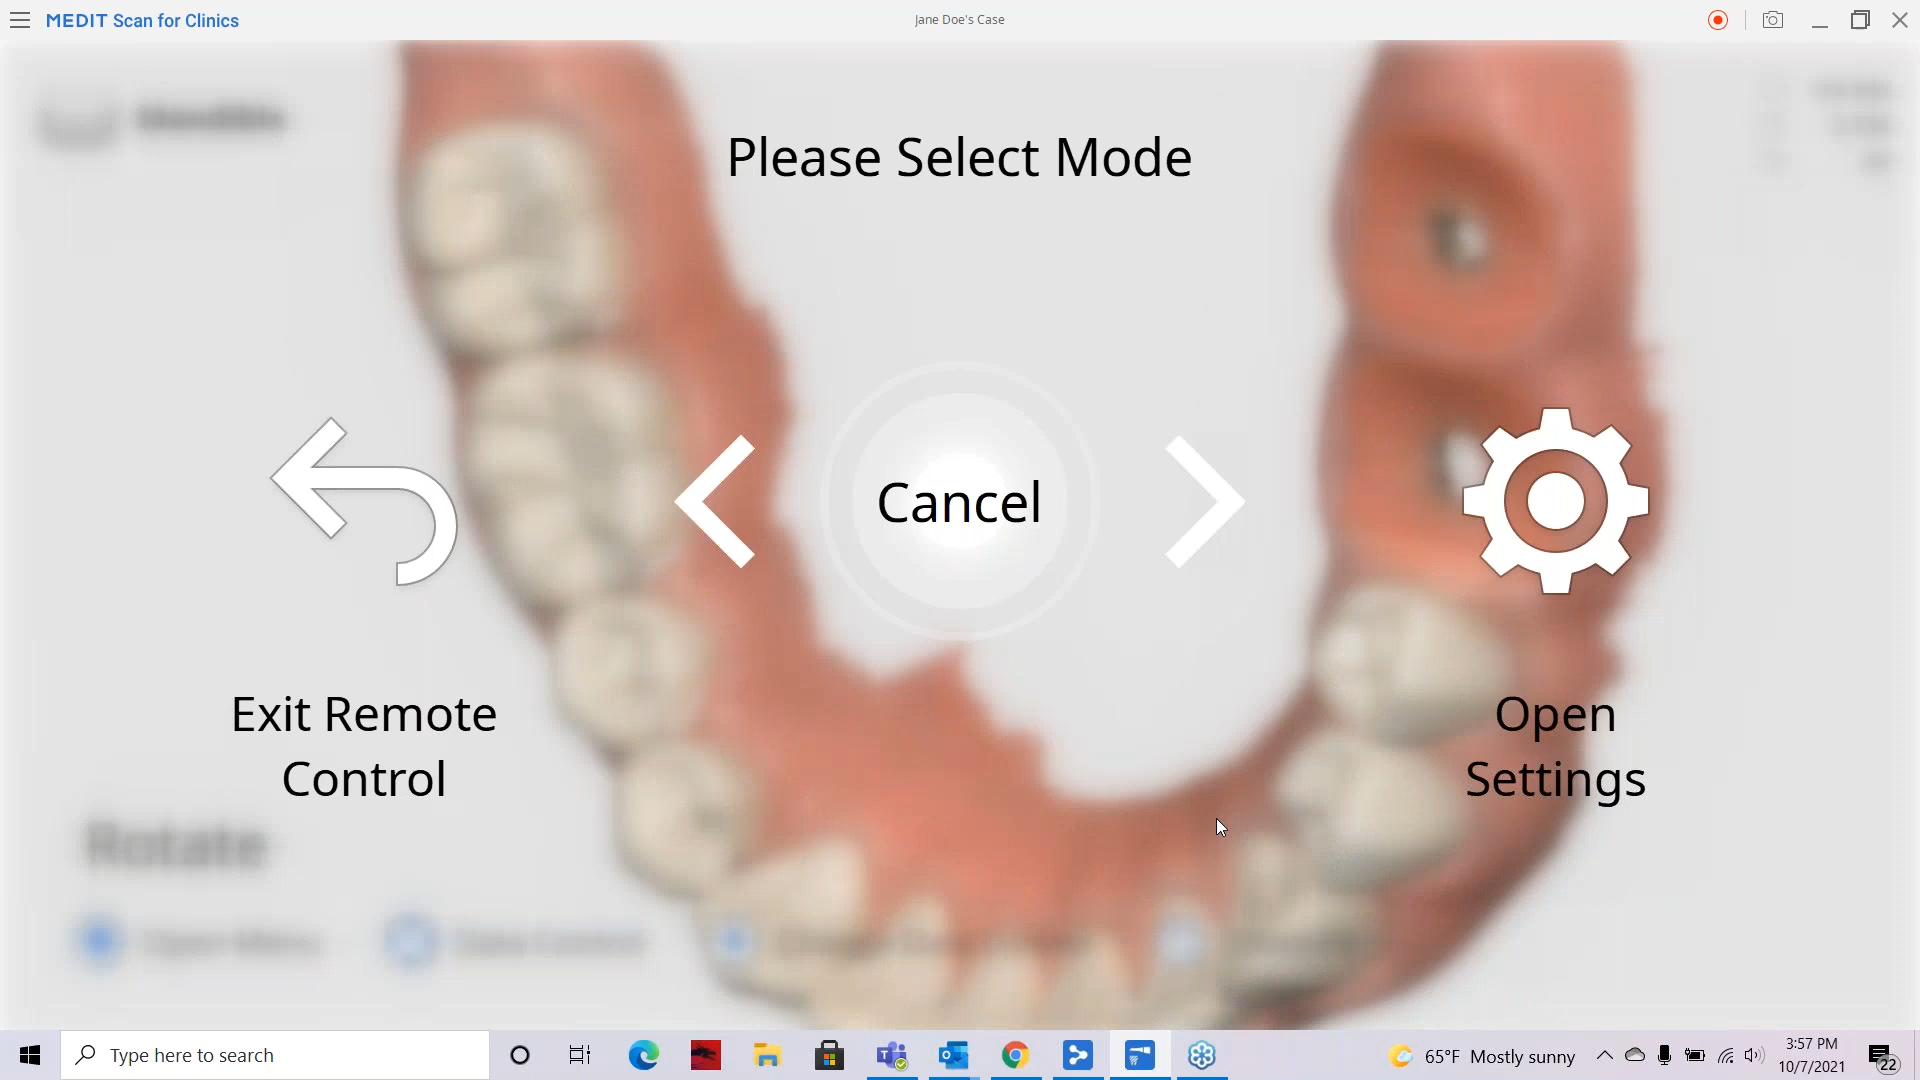 MEDIT Scan for Clinics
Jane Doe's Case
Please Select Mode
Cancel
Exit Remote
Control
Open
Settings
Rotate
Type here to search
65°F Mostly sunny
3:57 PM
10/7/2021
22